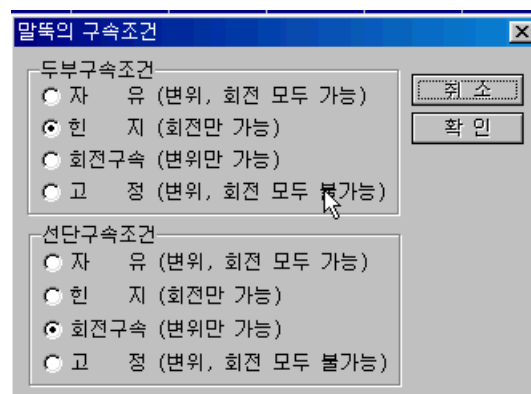 말뚝의 구속조건
두부구속조건
자 유 (변위, 회전 모두 가능)
힌 지 (회전만 가능)
회전구속 (변위만 가능)
고 정 (변위, 회전 모두 불가능)
취 소
확 인
선단구속조건
자 유 (변위, 회전 모두 가능)
힌 지 (회전만 가능)
회전구속 (변위만 가능)
고 정 (변위, 회전 모두 불가능)